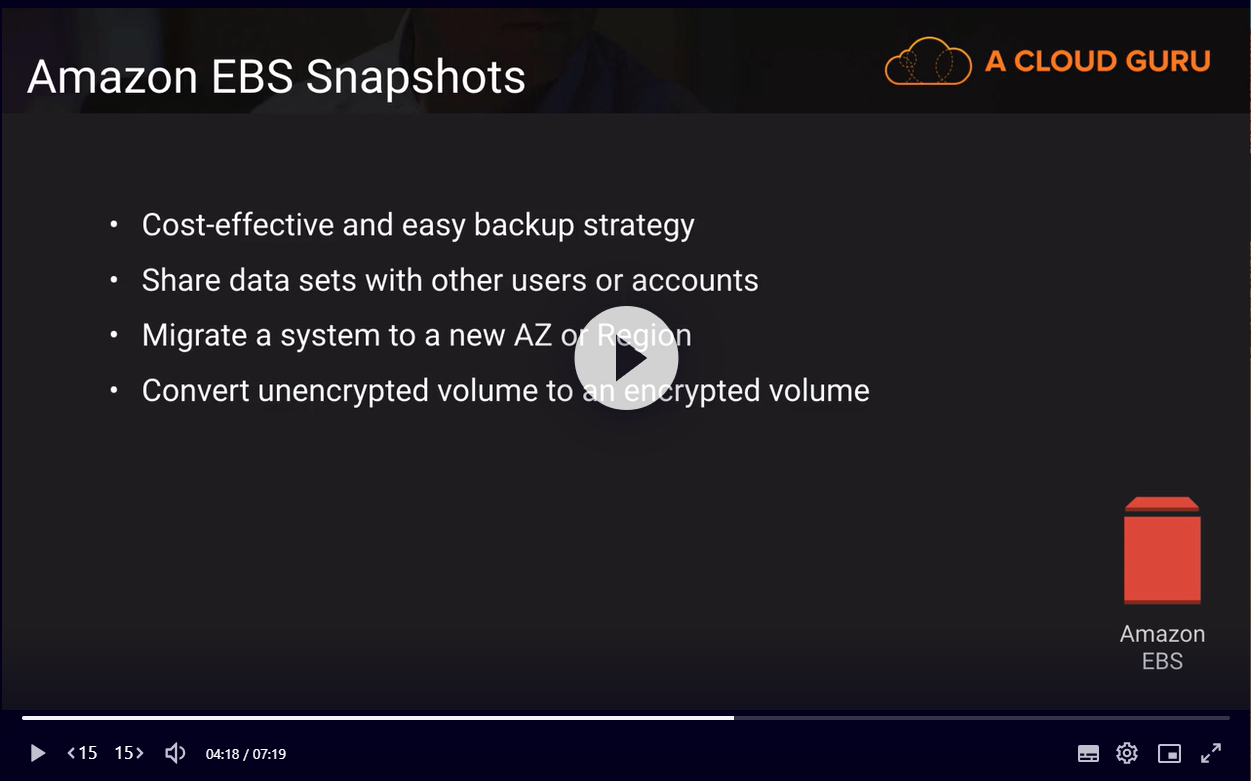 Amazon EBS Snapshots
A CLOUD GURU
• Cost-effective and easy backup strategy
• Share data sets with other users or accounts
• Migrate a system to a new AZ or Region
• Convert unencrypted volume to an encrypted volume
Amazon
EBS
15 15 04:18 / 07:19